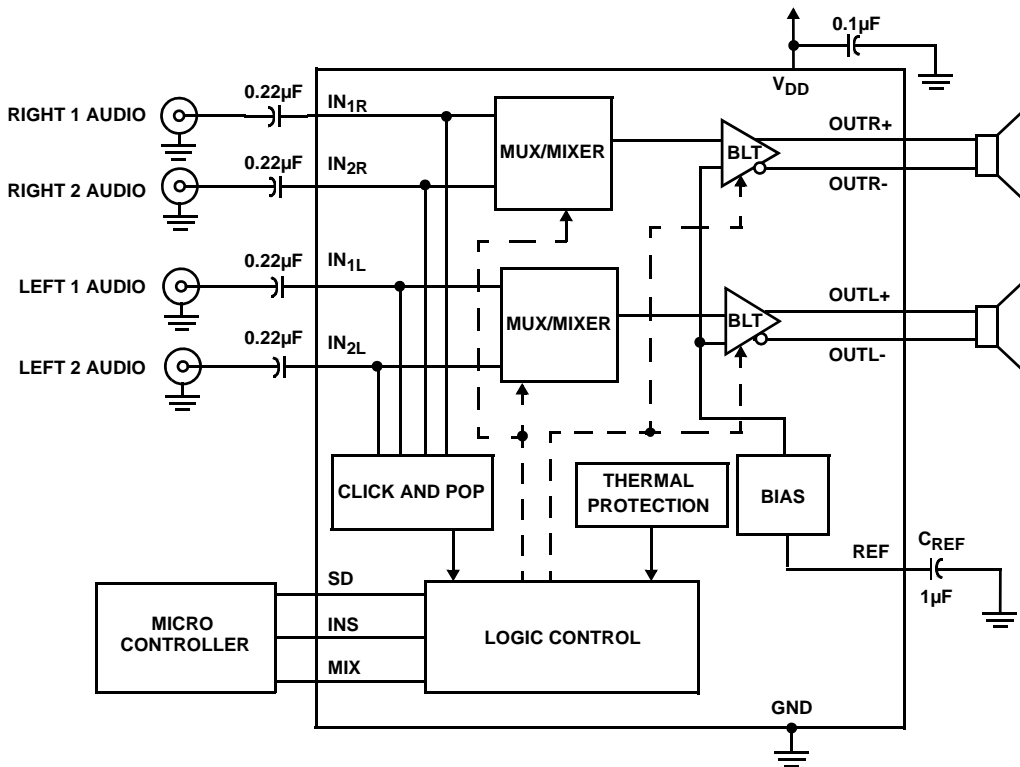 0.1µF
V_DD
0.22µF
IN_1R
RIGHT 1 AUDIO
OUTR+
MUX/MIXER
BLT
0.22µF
IN_2R
RIGHT 2 AUDIO
OUTR-
0.22µF
IN_1L
LEFT 1 AUDIO
OUTL+
MUX/MIXER
BLT
0.22µF
IN_2L
LEFT 2 AUDIO
OUTL-
CLICK AND POP
THERMAL
PROTECTION
BIAS
REF
C_REF
1µF
SD
MICRO
CONTROLLER
INS
LOGIC CONTROL
MIX
GND